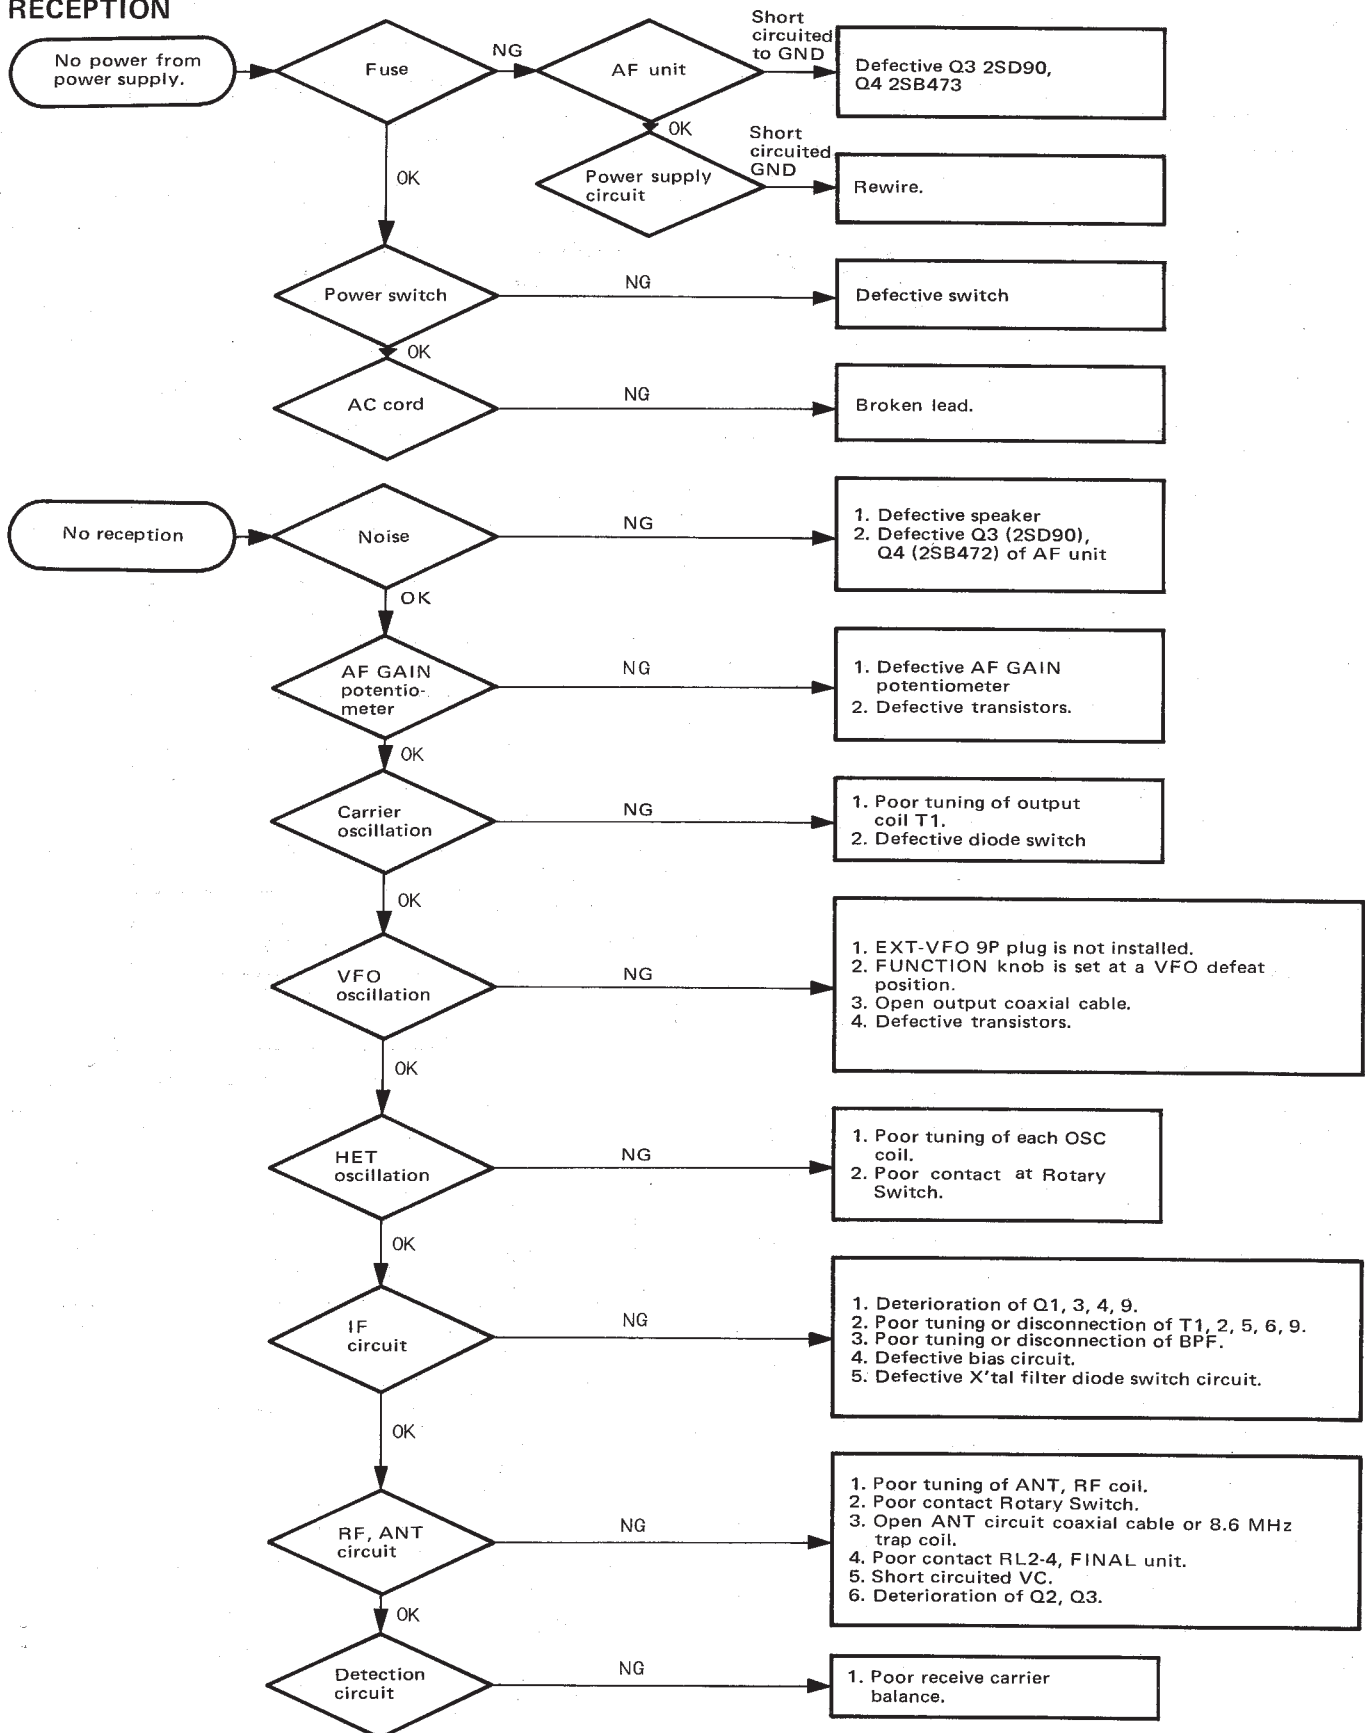 RECEPTION
No power from
power supply.
Fuse
NG
AF unit
Short
circuited
to GND
Defective Q3 2SD90,
Q4 2SB473
OK
Power supply
circuit
Short
circuited
GND
Rewire.
OK
Power switch
NG
Defective switch
OK
AC cord
NG
Broken lead.
No reception
Noise
NG
1. Defective speaker
2. Defective Q3 (2SD90),
Q4 (2SB472) of AF unit
OK
AF GAIN
potentio-
meter
NG
1. Defective AF GAIN
potentiometer
2. Defective transistors.
OK
Carrier
oscillation
NG
1. Poor tuning of output
coil T1.
2. Defective diode switch
OK
VFO
oscillation
NG
1. EXT-VFO 9P plug is not installed.
2. FUNCTION knob is set at a VFO defeat
position.
3. Open output coaxial cable.
4. Defective transistors.
OK
HET
oscillation
NG
1. Poor tuning of each OSC
coil.
2. Poor contact at Rotary
Switch.
OK
IF
circuit
NG
1. Deterioration of Q1, 3, 4, 9.
2. Poor tuning or disconnection of T1, 2, 5, 6, 9.
3. Poor tuning or disconnection of BPF.
4. Defective bias circuit.
5. Defective X'tal filter diode switch circuit.
OK
RF, ANT
circuit
NG
1. Poor tuning of ANT, RF coil.
2. Poor contact Rotary Switch.
3. Open ANT circuit coaxial cable or 8.6 MHz
trap coil.
4. Poor contact RL2-4, FINAL unit.
5. Short circuited VC.
6. Deterioration of Q2, Q3.
OK
Detection
circuit
NG
1. Poor receive carrier
balance.